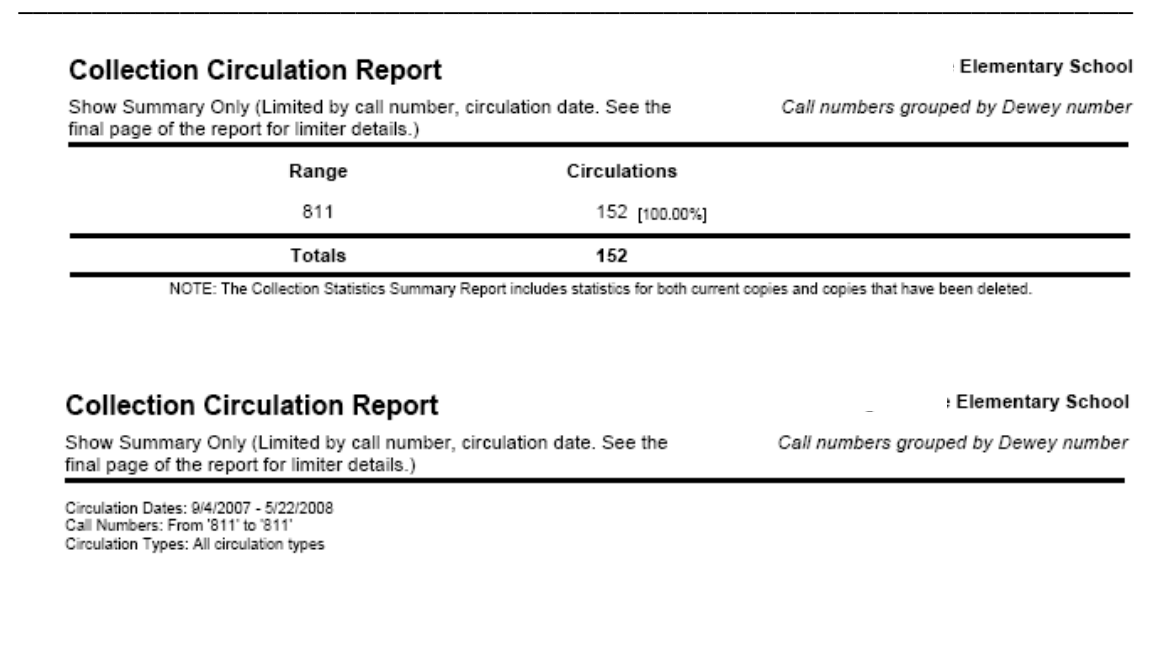 Collection Circulation Report
Elementary School
Show Summary Only (Limited by call number, circulation date. See the
final page of the report for limiter details.)
Call numbers grouped by Dewey number
Range Circulations
811 152 [100.00%]
Totals 152
NOTE: The Collection Statistics Summary Report includes statistics for both current copies and copies that have been deleted.
Collection Circulation Report
Elementary School
Show Summary Only (Limited by call number, circulation date. See the
final page of the report for limiter details.)
Call numbers grouped by Dewey number
Circulation Dates: 9/4/2007 - 5/22/2008
Call Numbers: From '811' to '811'
Circulation Types: All circulation types